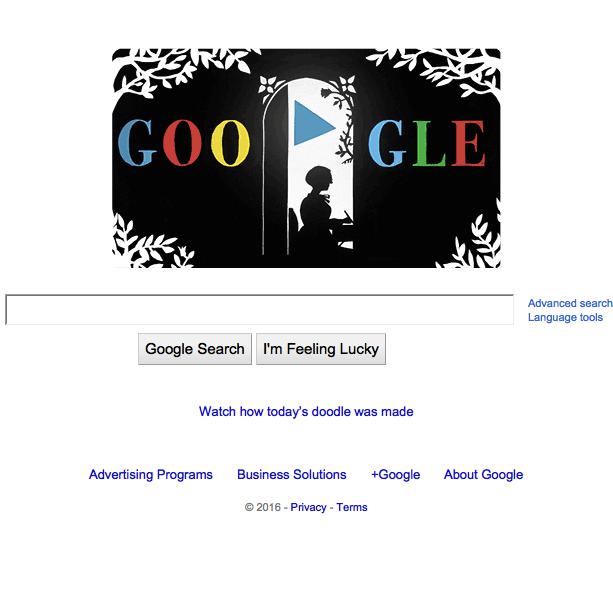 GOO GLE
Advanced search
Language tools
Google Search
I'm Feeling Lucky
Watch how today's doodle was made
Advertising Programs Business Solutions +Google About Google
© 2016 - Privacy - Terms